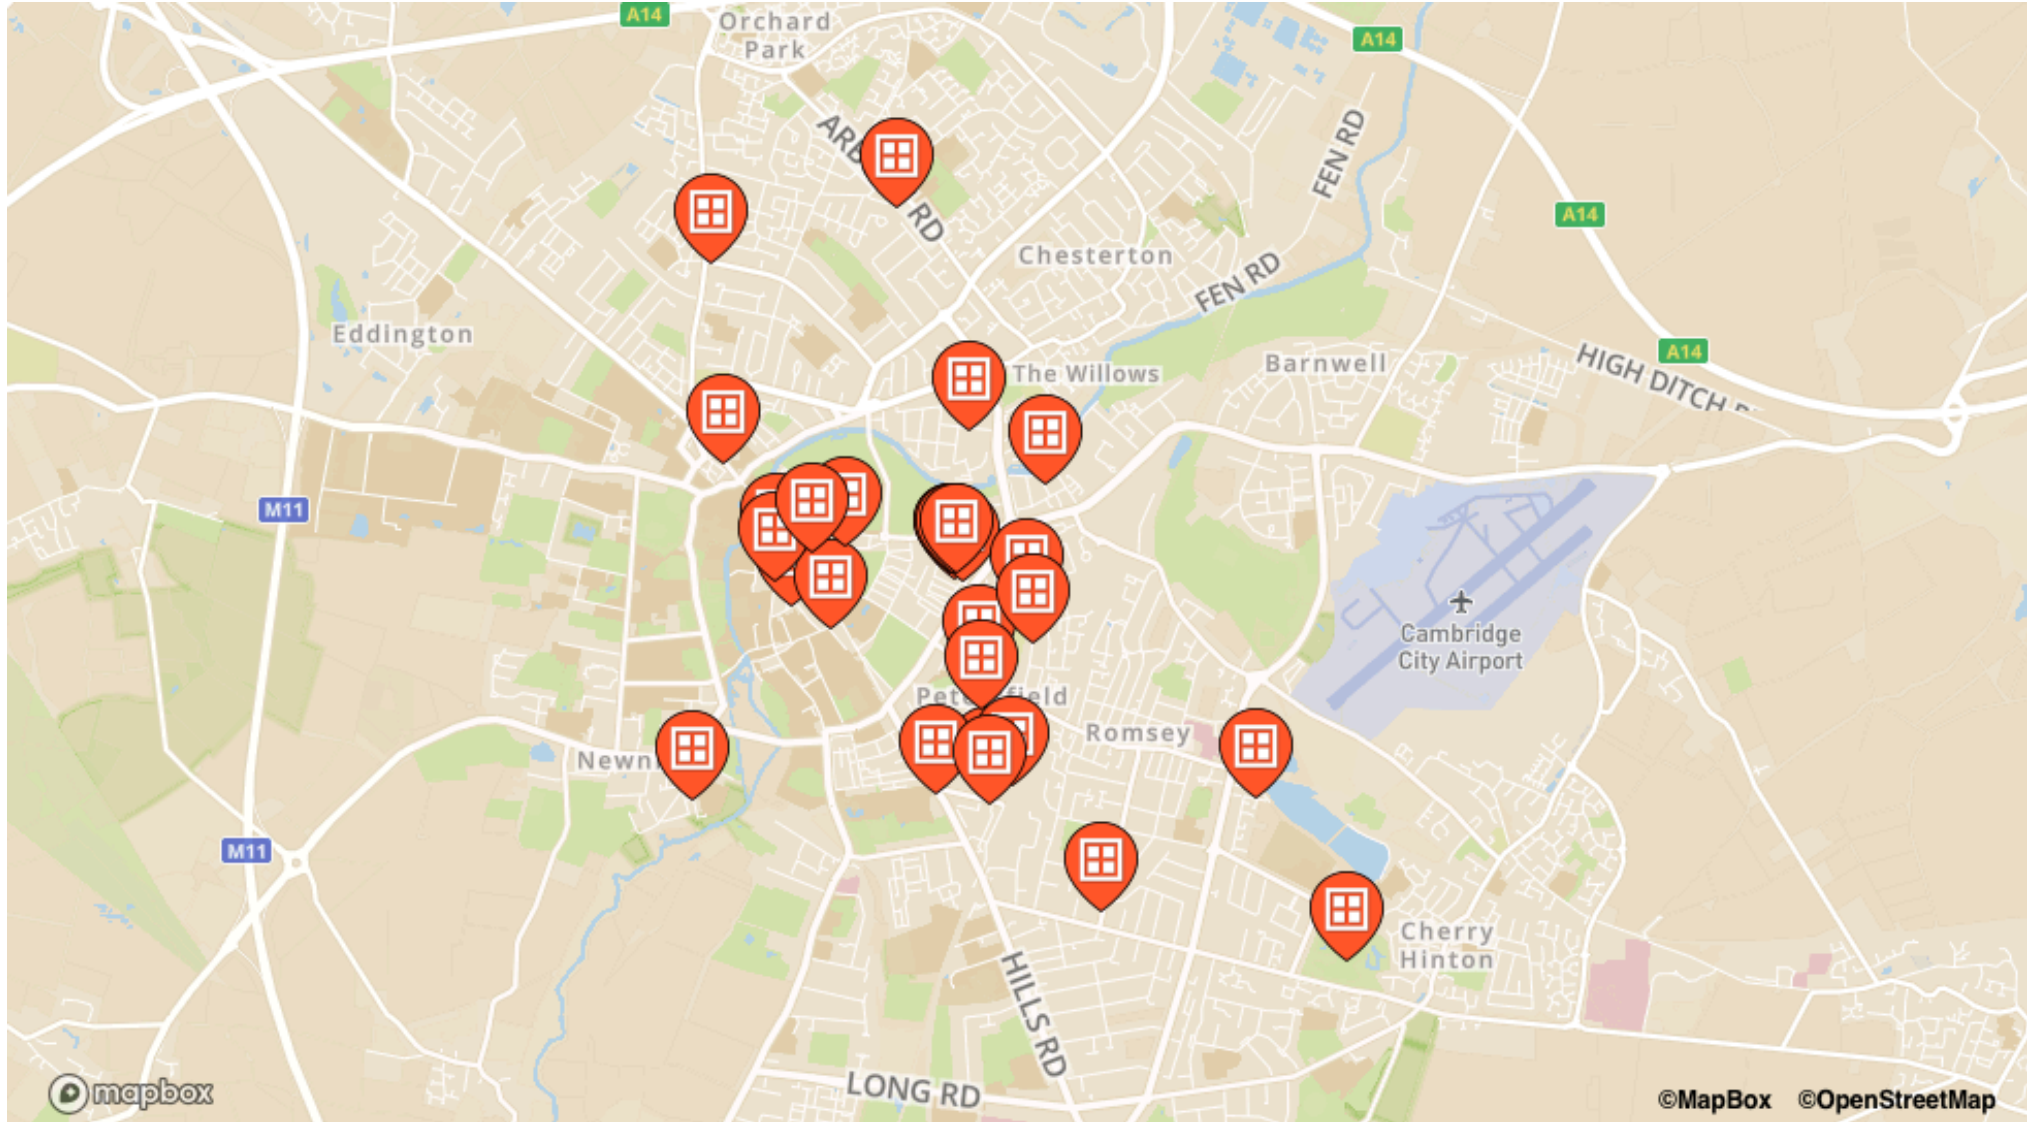 A14
Orchard
Park
A14
ARB
RD
FEN RD
A14
Chesterton
FEN RD
Eddington
A14
The Willows
Barnwell
HIGH DITCH
M11
Cambridge
City Airport
Romsey
M11
Cherry
Hinton
HILLS RD
LONG RD
mapbox
©MapBox ©OpenStreetMap